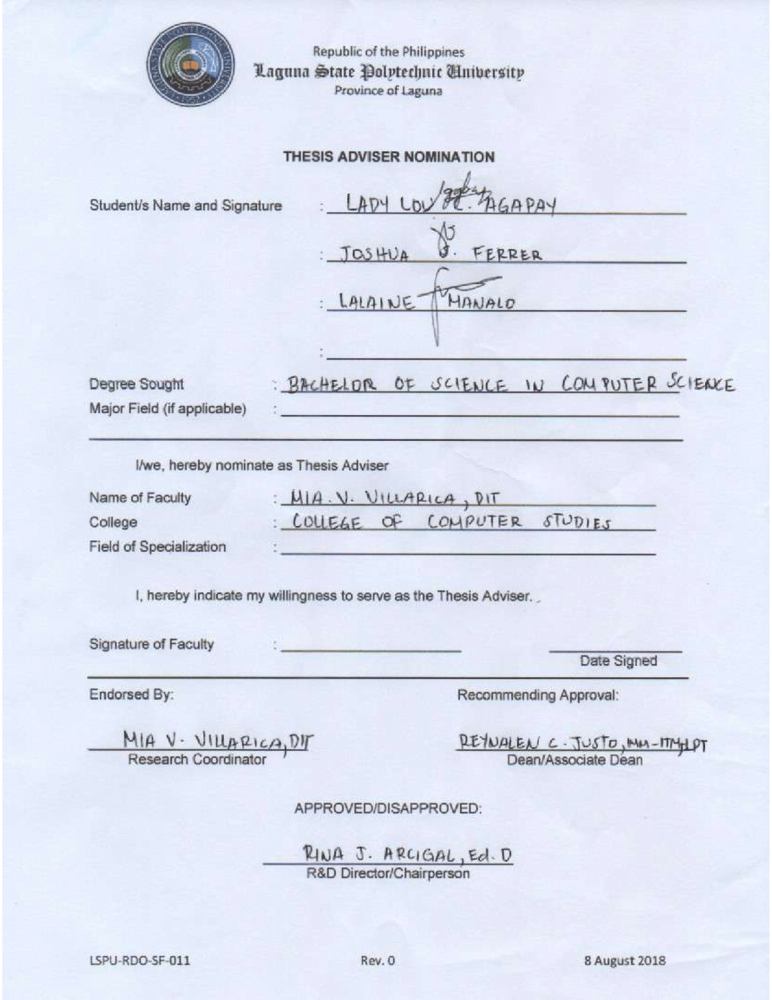 LAGUNA STATE POLYTECHNIC UNIVERSITY
1952
Republic of the Philippines
Laguna State Polytechnic University
Province of Laguna
THESIS ADVISER NOMINATION
Student/s Name and Signature : LADY LOU C. AGAPAY
: JOSHUA S. FERRER
: LALAINE MANALO
:
Degree Sought : BACHELOR OF SCIENCE IN COMPUTER SCIENCE
Major Field (if applicable) :
I/we, hereby nominate as Thesis Adviser
Name of Faculty : MIA. V. VILLARICA, DIT
College : COLLEGE OF COMPUTER STUDIES
Field of Specialization :
I, hereby indicate my willingness to serve as the Thesis Adviser.
Signature of Faculty :
Date Signed
Endorsed By: Recommending Approval:
MIA V. VILLARICA, DIT REYNALEN C. JUSTO, MM-ITM, LPT
Research Coordinator Dean/Associate Dean
APPROVED/DISAPPROVED:
RINA J. ARCIGAL, Ed. D
R&D Director/Chairperson
LSPU-RDO-SF-011 Rev. 0 8 August 2018